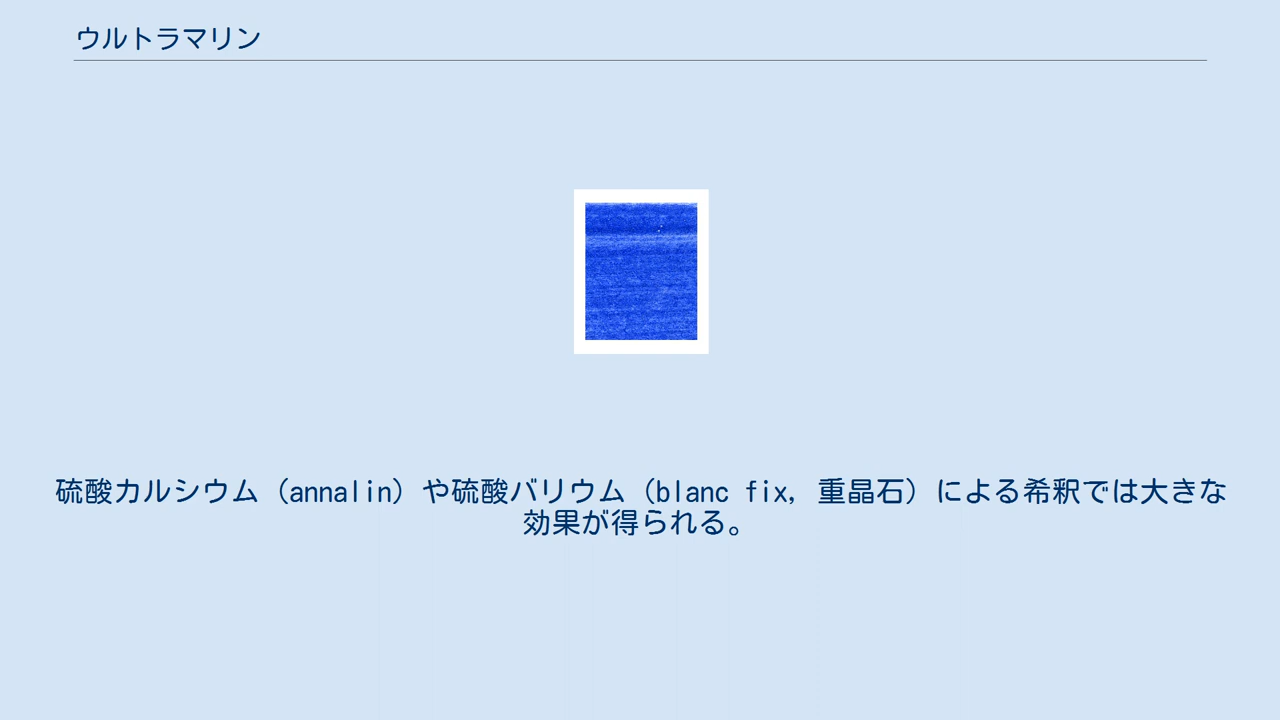 ウルトラマリン
硫酸カルシウム（annalin）や硫酸バリウム（blanc fix, 重晶石）による希釈では大きな
効果が得られる。